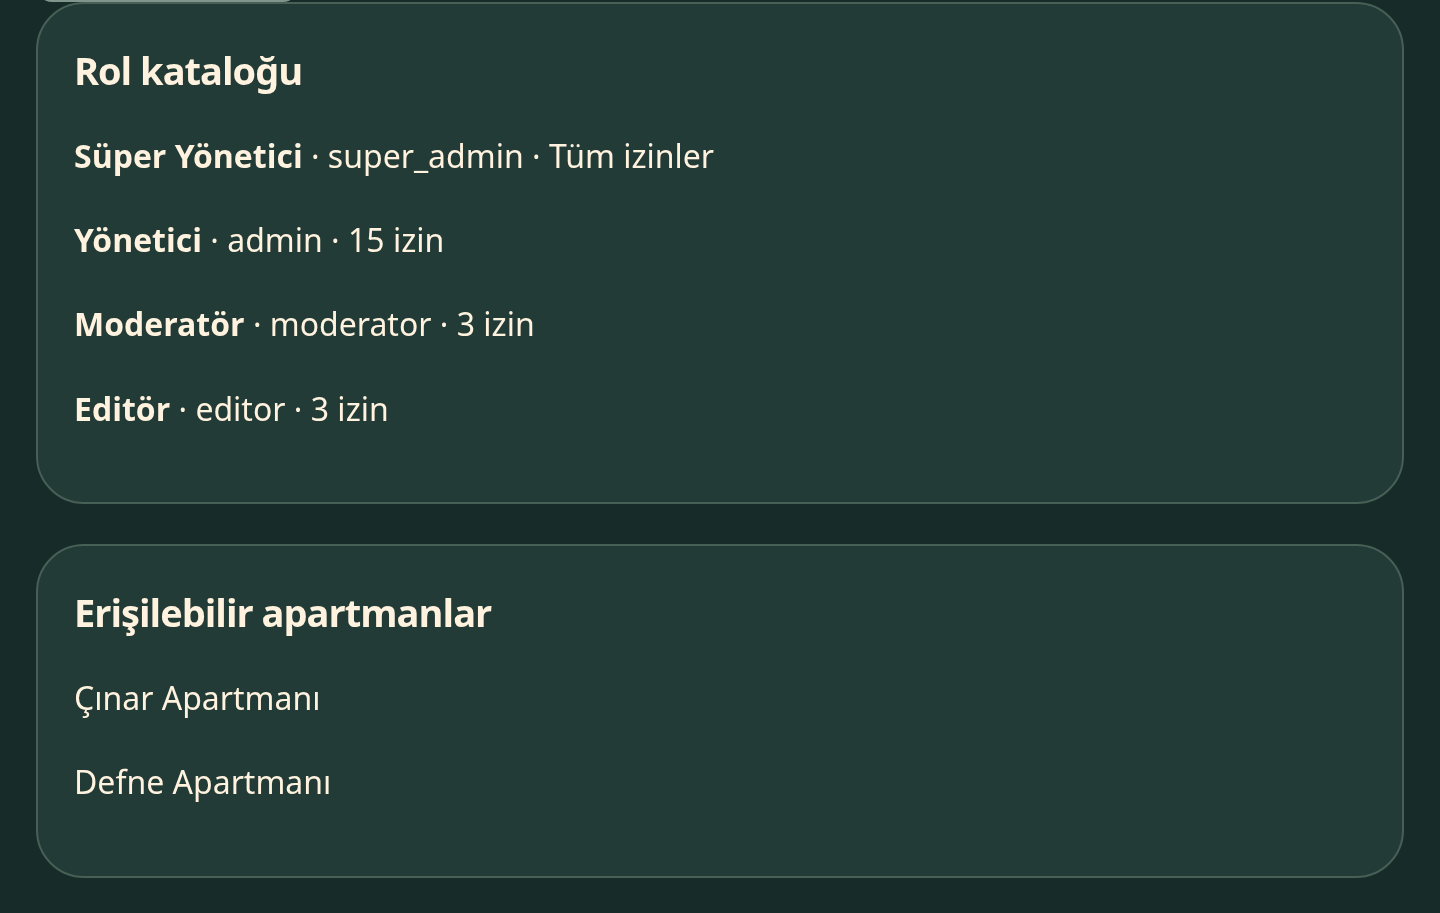 Rol kataloğu
Süper Yönetici · super_admin · Tüm izinler
Yönetici · admin · 15 izin
Moderatör · moderator · 3 izin
Editör · editor · 3 izin
Erişilebilir apartmanlar
Çınar Apartmanı
Defne Apartmanı